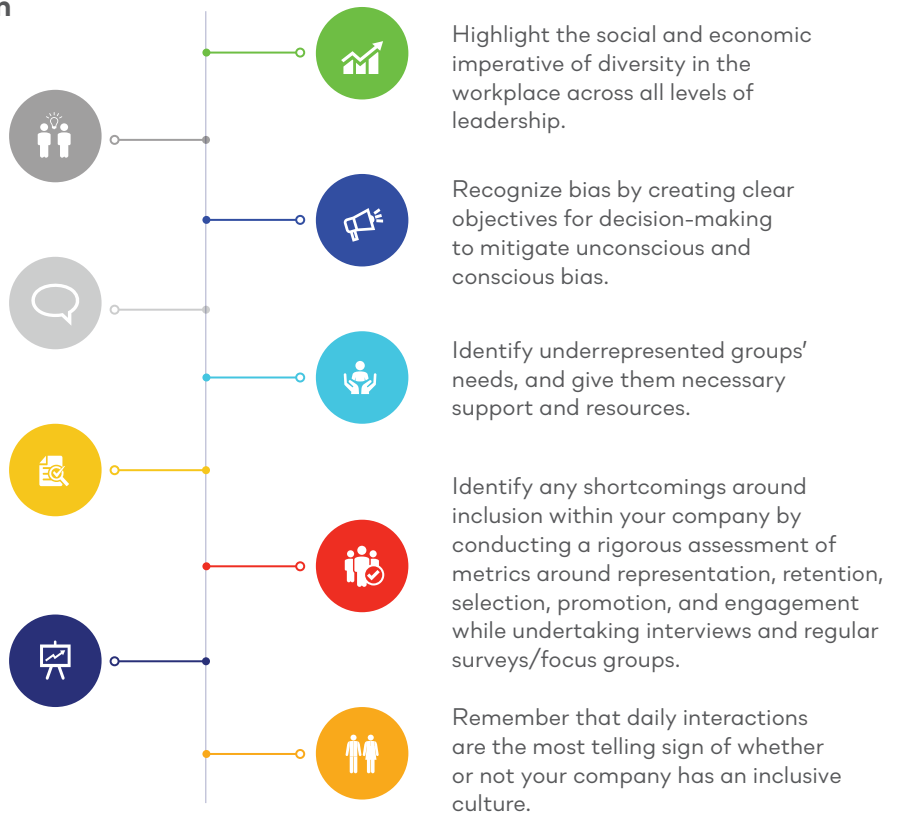 n
Highlight the social and economic
imperative of diversity in the
workplace across all levels of
leadership.
Recognize bias by creating clear
objectives for decision-making
to mitigate unconscious and
conscious bias.
Identify underrepresented groups’
needs, and give them necessary
support and resources.
Identify any shortcomings around
inclusion within your company by
conducting a rigorous assessment of
metrics around representation, retention,
selection, promotion, and engagement
while undertaking interviews and regular
surveys/focus groups.
Remember that daily interactions
are the most telling sign of whether
or not your company has an inclusive
culture.